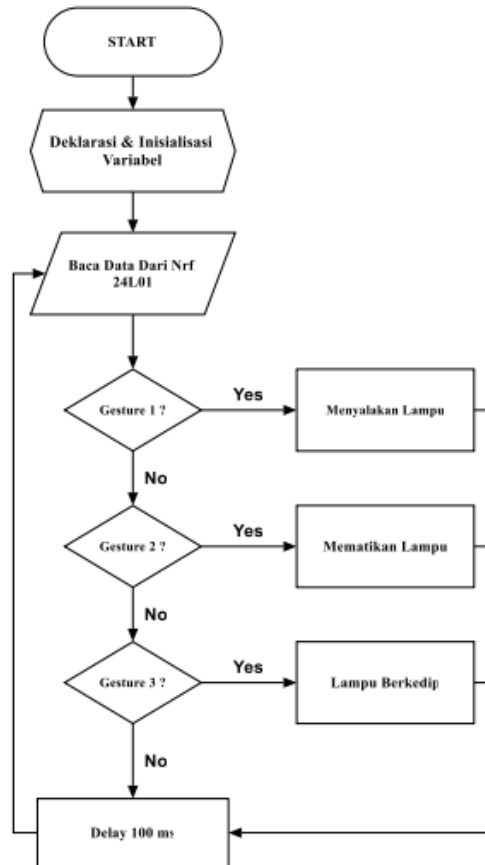 START
Deklarasi & Inisialisasi
Variabel
Baca Data Dari Nrf
24L01
Gesture 1 ?
Yes
Menyalakan Lampu
No
Gesture 2 ?
Yes
Mematikan Lampu
No
Gesture 3 ?
Yes
Lampu Berkedip
No
Delay 100 ms